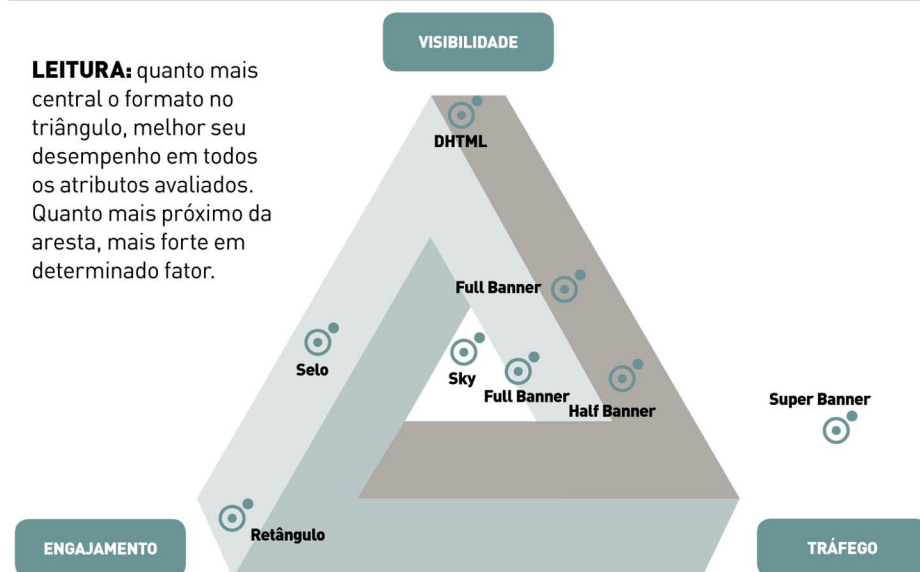 VISIBILIDADE
LEITURA: quanto mais
central o formato no
triângulo, melhor seu
desempenho em todos
os atributos avaliados.
Quanto mais próximo da
aresta, mais forte em
determinado fator.
DHTML
Full Banner
Selo
Sky
Full Banner
Half Banner
Super Banner
Retângulo
ENGAJAMENTO
TRÁFEGO